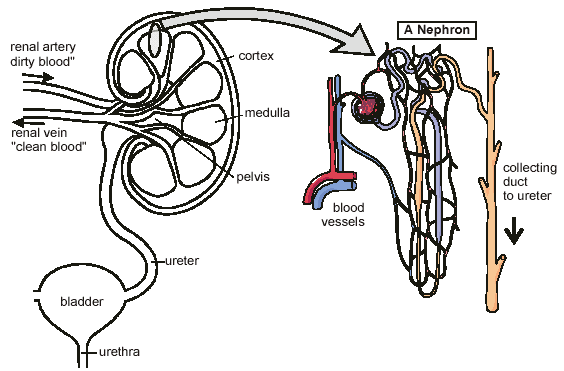 renal artery
dirty blood"
renal vein
"clean blood"
cortex
medulla
pelvis
ureter
bladder
urethra
A Nephron
blood
vessels
collecting
duct
to ureter